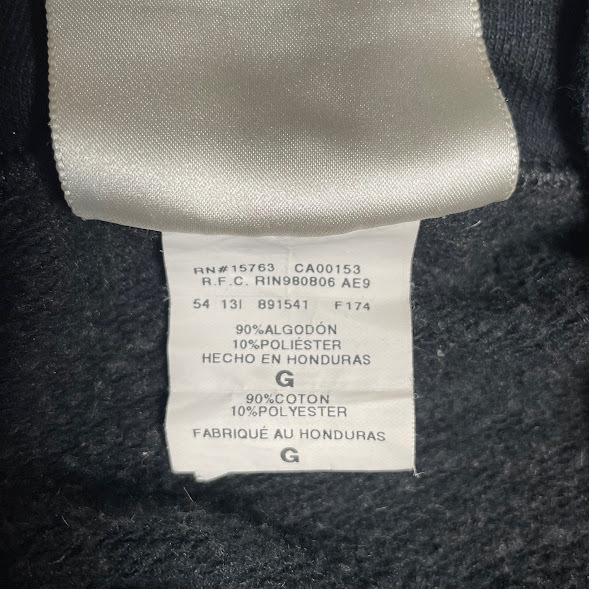 RN#15763 CA00153
R.F.C. RIN980806 AE9
54 13I 891541 F174
90%ALGODÓN
10%POLIÉSTER
HECHO EN HONDURAS
G
90%COTON
10%POLYESTER
FABRIQUÉ AU HONDURAS
G